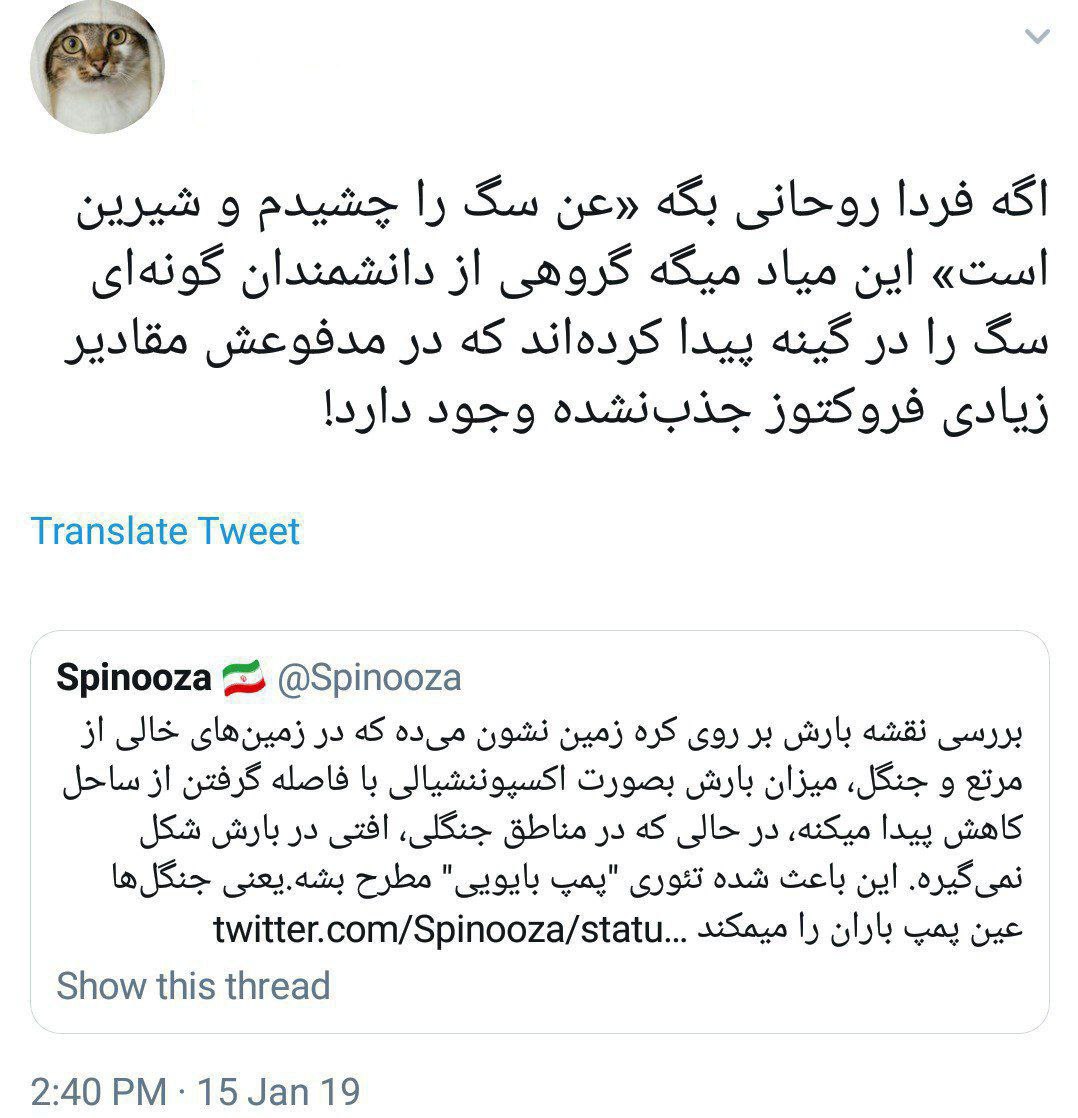 اگه فردا روحانی بگه «عن سگ را چشیدم و شیرین
است» این میاد میگه گروهی از دانشمندان گونه‌ای
سگ را در گینه پیدا کرده‌اند که در مدفوعش مقادیر
زیادی فروکتوز جذب‌نشده وجود دارد!
Translate Tweet
Spinooza 🇮🇷 @Spinooza
بررسی نقشه بارش بر روی کره زمین نشون می‌ده که در زمین‌های خالی از
مرتع و جنگل، میزان بارش بصورت اکسپوننشیالی با فاصله گرفتن از ساحل
کاهش پیدا میکنه، در حالی که در مناطق جنگلی، افتی در بارش شکل
نمی‌گیره. این باعث شده تئوری "پمپ بایویی" مطرح بشه.یعنی جنگل‌ها
عین پمپ باران را میمکند twitter.com/Spinooza/statu…
Show this thread
2:40 PM · 15 Jan 19